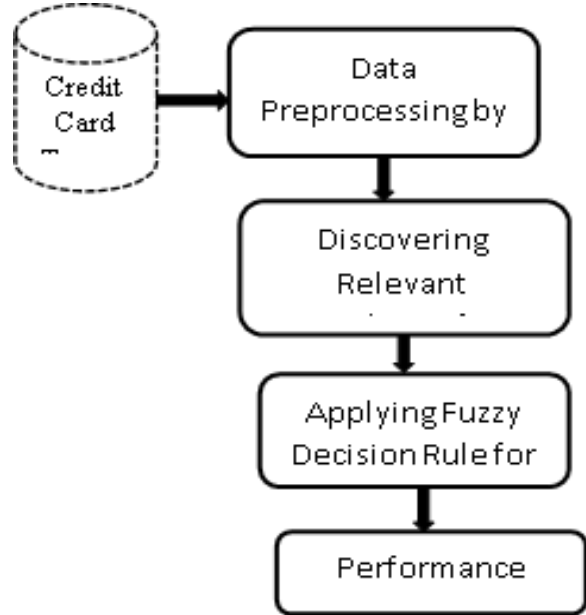 Credit
Card
Data
Preprocessing by
Discovering
Relevant
Applying Fuzzy
Decision Rule for
Performance